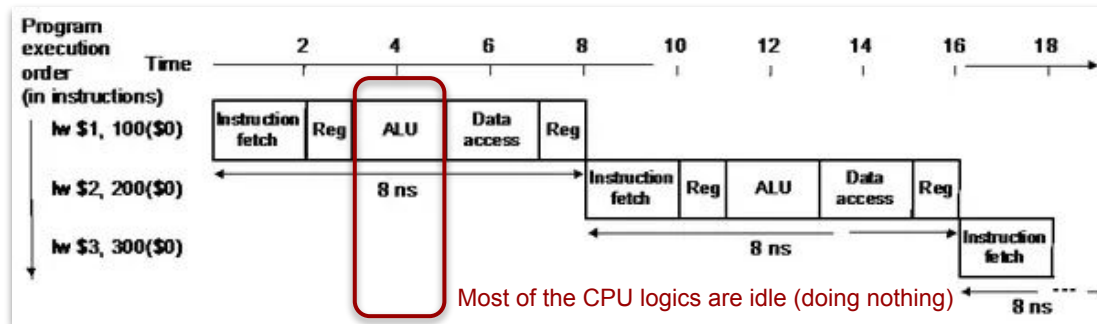 Program
execution
order
(in instructions)
Time
2 4 6 8 10 12 14 16 18
lw $1, 100($0)
Instruction
fetch
Reg
ALU
Data
access
Reg
8 ns
lw $2, 200($0)
Instruction
fetch
Reg
ALU
Data
access
Reg
8 ns
lw $3, 300($0)
Instruction
fetch
8 ns
Most of the CPU logics are idle (doing nothing)